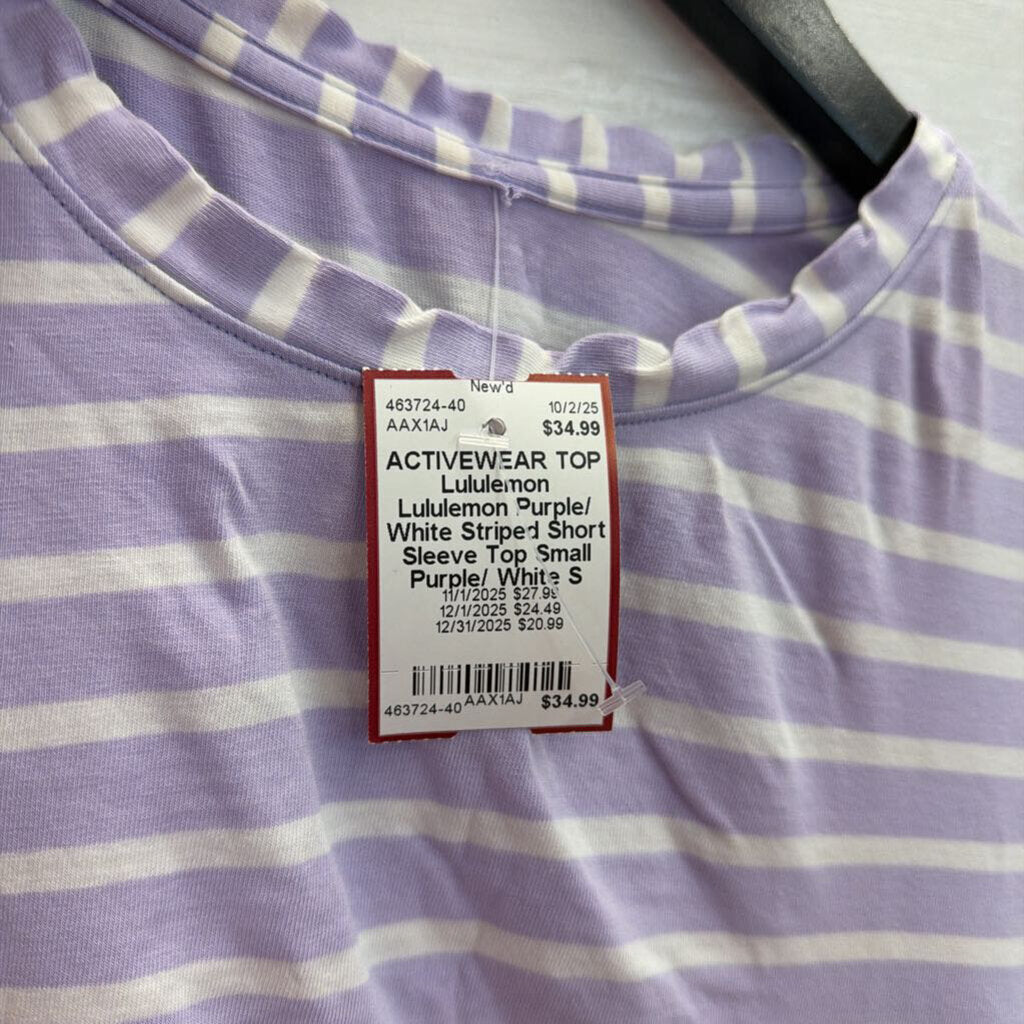 New'd
463724-40 10/2/25
AAX1AJ $34.99
ACTIVEWEAR TOP
Lululemon
Lululemon Purple/
White Striped Short
Sleeve Top Small
Purple/ White S
11/1/2025 $27.99
12/1/2025 $24.49
12/31/2025 $20.99
463724-40 AAX1AJ $34.99